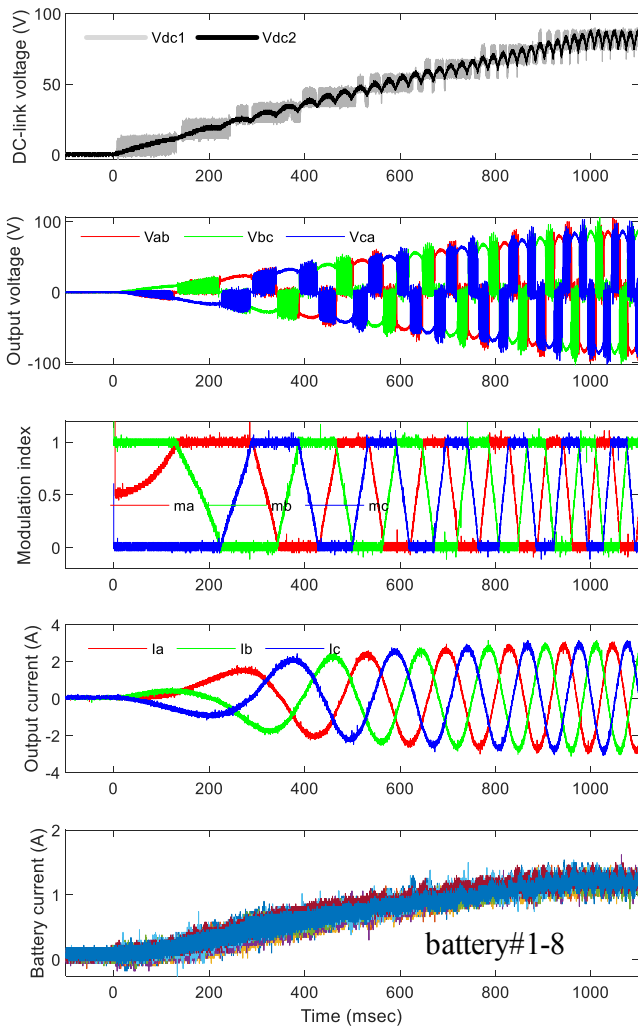 DC-link voltage (V)
100
50
0
Vdc1 Vdc2
0 200 400 600 800 1000
Output voltage (V)
100
0
-100
Vab Vbc Vca
0 200 400 600 800 1000
Modulation index
1
0.5
0
ma mb mc
0 200 400 600 800 1000
Output current (A)
4
2
0
-2
-4
Ia Ib Ic
0 200 400 600 800 1000
Battery current (A)
2
1
0
battery#1-8
0 200 400 600 800 1000
Time (msec)